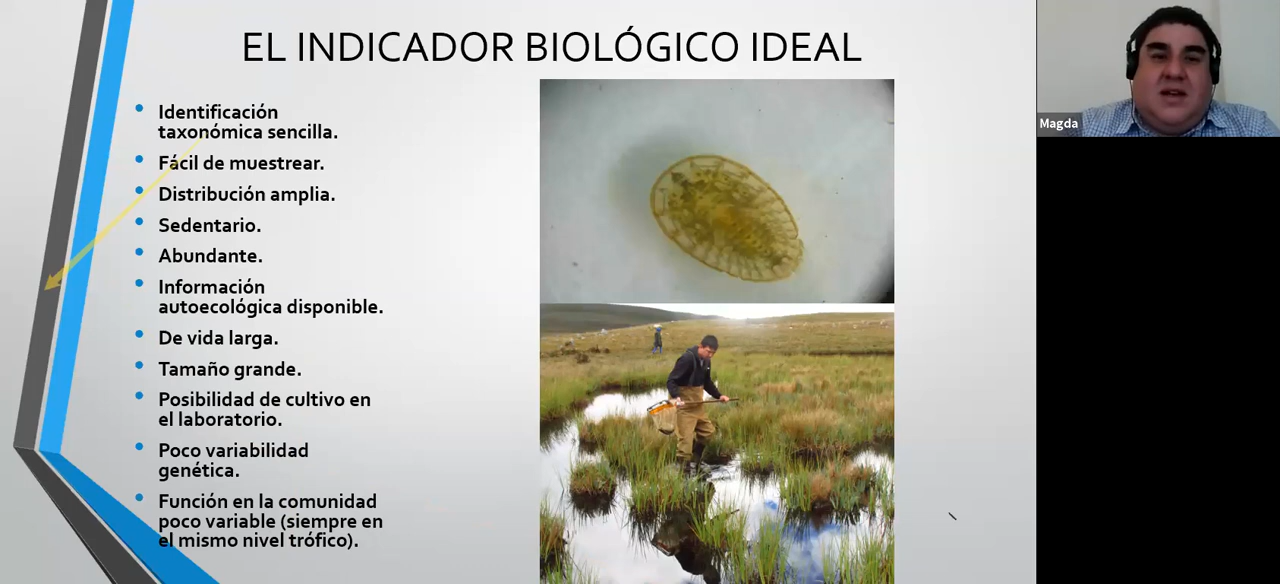 EL INDICADOR BIOLÓGICO IDEAL
Identificación
taxonómica sencilla.
Fácil de muestrear.
Distribución amplia.
Sedentario.
Abundante.
Información
autoecológica disponible.
De vida larga.
Tamaño grande.
Posibilidad de cultivo en
el laboratorio.
Poco variabilidad
genética.
Función en la comunidad
poco variable (siempre en
el mismo nivel trófico).
Magda